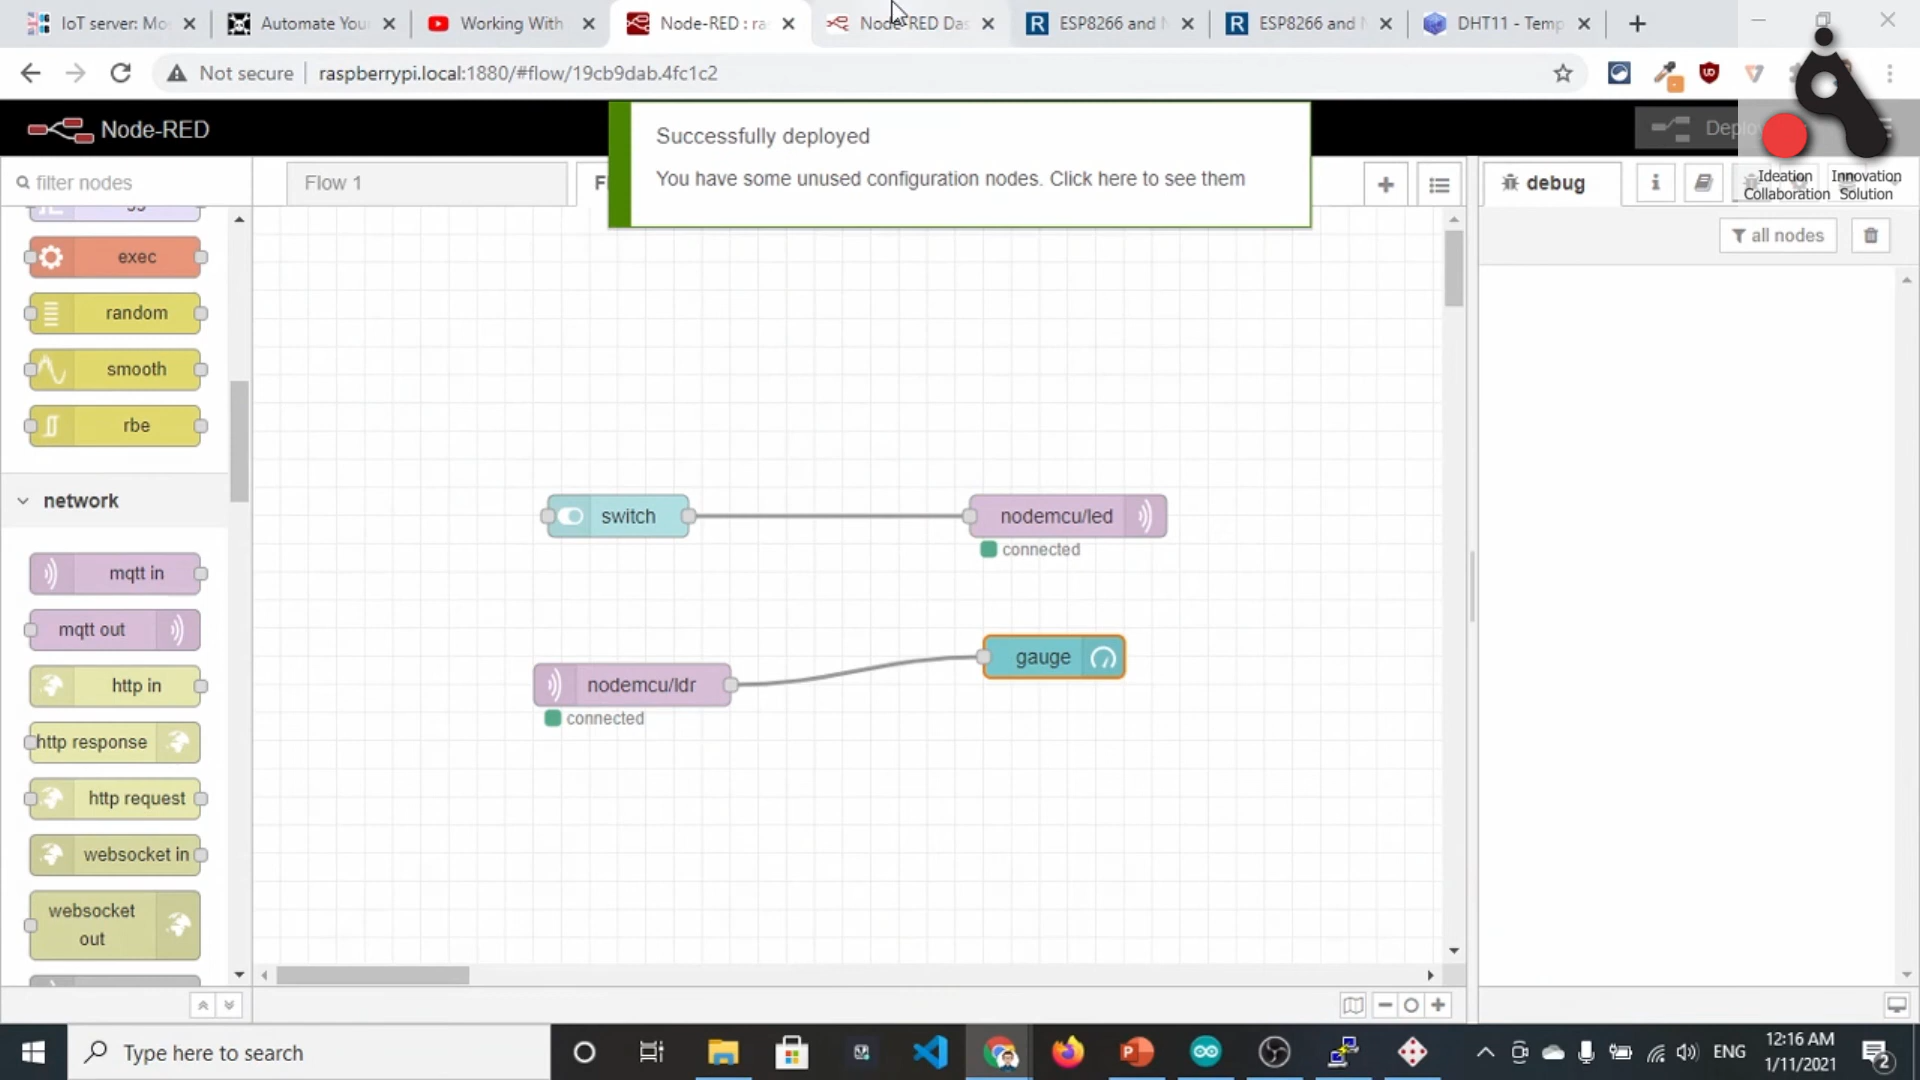 IoT server: Mo
Automate You
Working With
Node-RED : ra
Node-RED Das
ESP8266 and
ESP8266 and
DHT11 - Temp
Not secure
raspberrypi.local:1880/#flow/19cb9dab.4fc1c2
Node-RED
Successfully deployed
You have some unused configuration nodes. Click here to see them
Ideation
Innovation
Collaboration
Solution
filter nodes
Flow 1
debug
i
all nodes
exec
random
smooth
rbe
network
mqtt in
mqtt out
http in
http response
http request
websocket in
websocket
out
switch
nodemcu/led
connected
gauge
nodemcu/ldr
connected
Type here to search
ENG
12:16 AM
1/11/2021
2